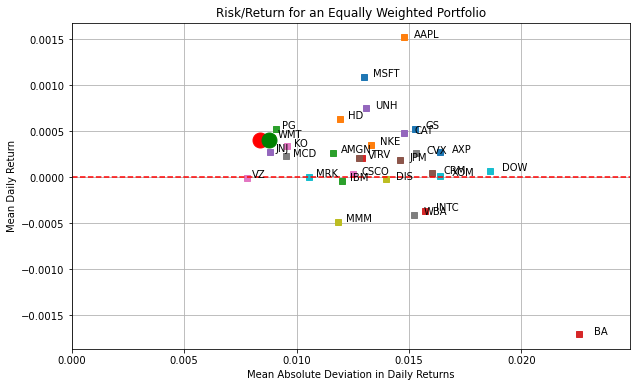 Risk/Return for an Equally Weighted Portfolio
0.0015
0.0010
0.0005
0.0000
−0.0005
−0.0010
−0.0015
Mean Daily Return
AAPL
MSFT
UNH
HD
PG
GS
WMT
CAT
KO
NKE
JNJ
MCD
AMGN
V
TRV
CVX
AXP
JPM
VZ
MRK
IBM
CSCO
DIS
CRM
XOM
DOW
MMM
WBA
INTC
BA
0.000
0.005
0.010
0.015
0.020
Mean Absolute Deviation in Daily Returns